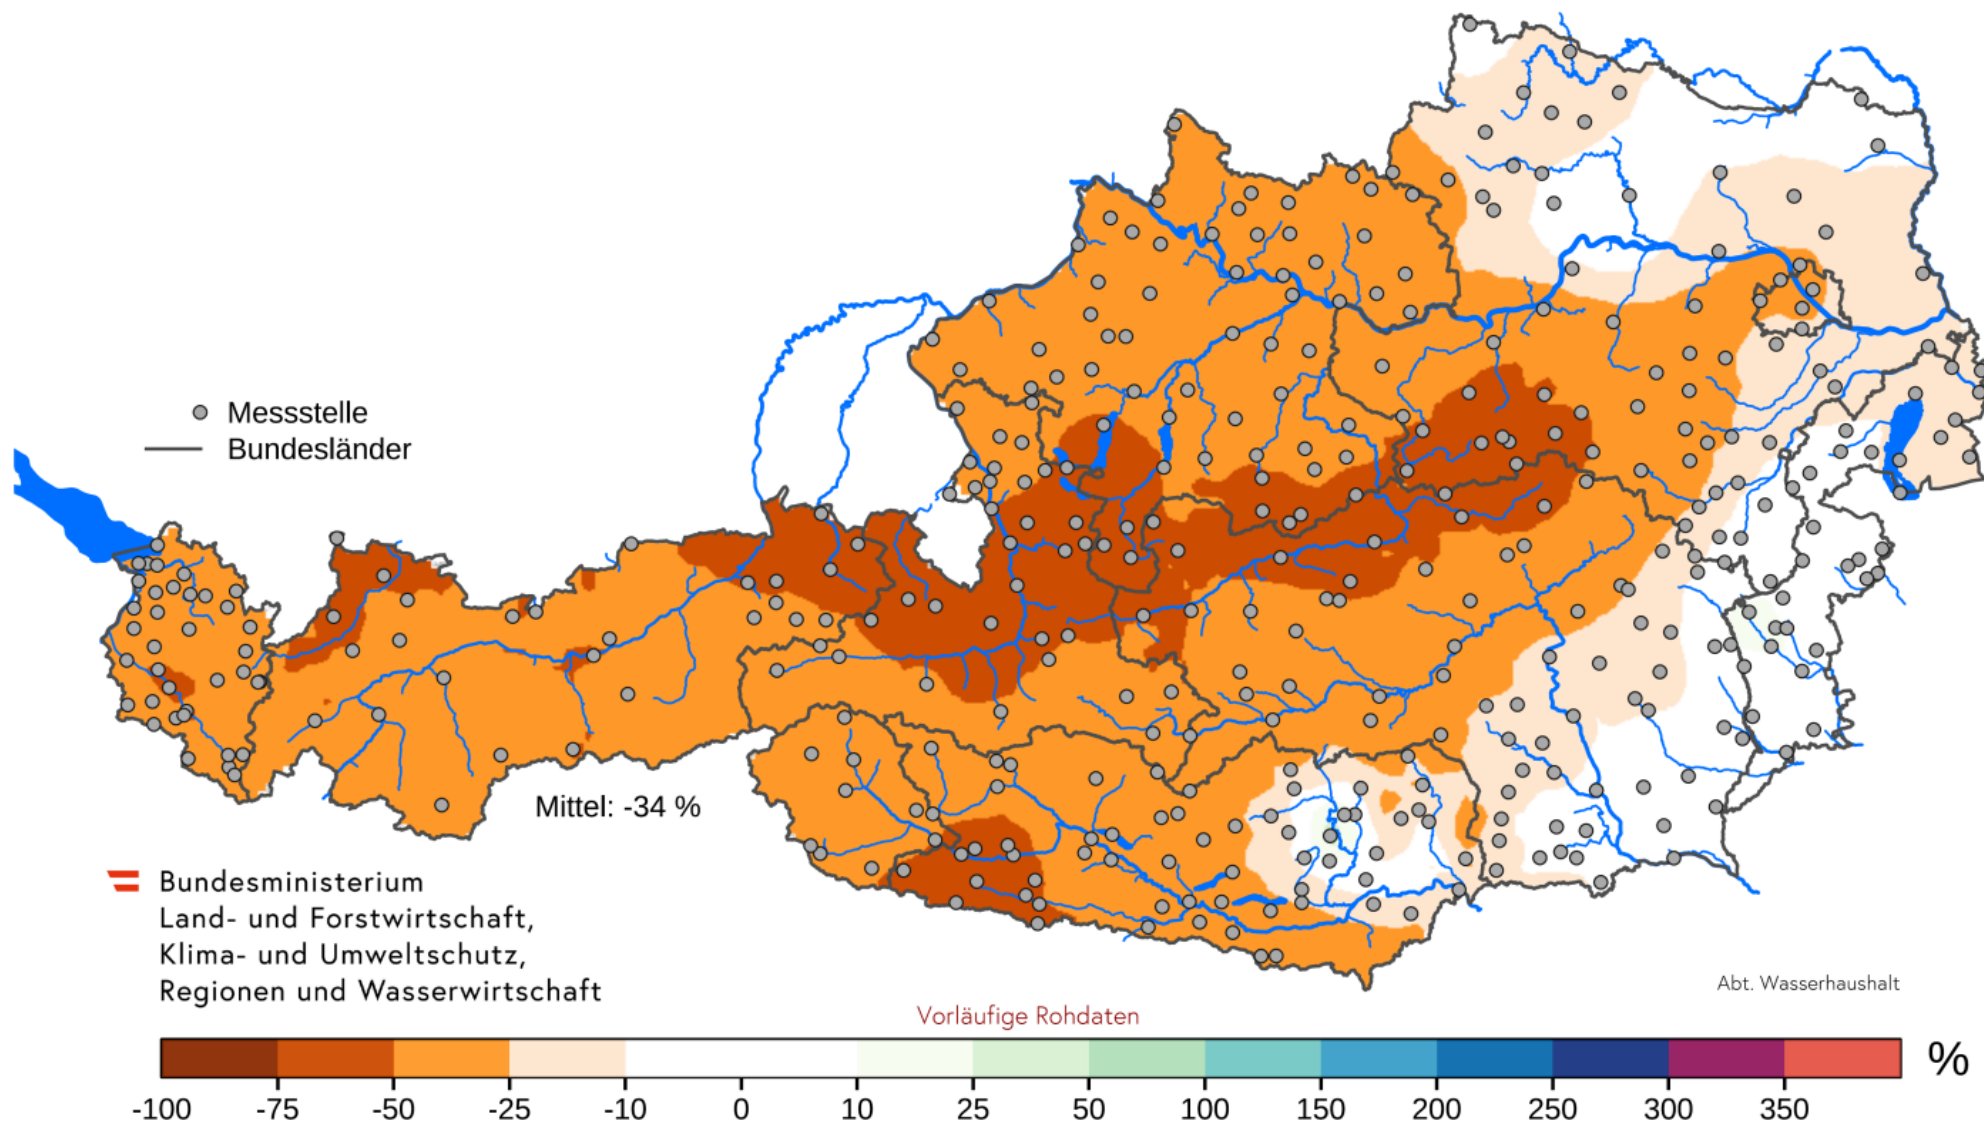 Messstelle
Bundesländer
Mittel: -34 %
Bundesministerium
Land- und Forstwirtschaft,
Klima- und Umweltschutz,
Regionen und Wasserwirtschaft
Abt. Wasserhaushalt
Vorläufige Rohdaten
%
-100 -75 -50 -25 -10 0 10 25 50 100 150 200 250 300 350